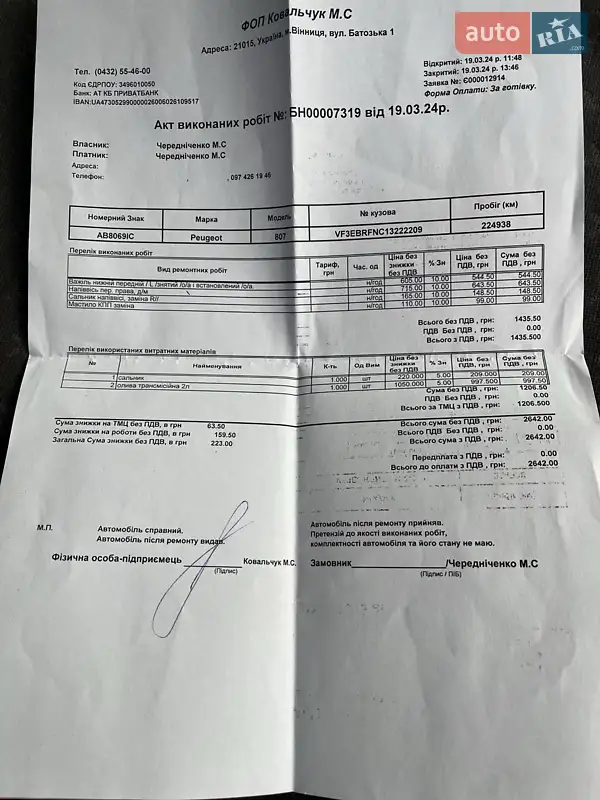 ФОП Ковальчук М.С
Адреса: 21015, Україна, м.Вінниця, вул. Батозька 1
auto RIA .com
Тел. (0432) 55-46-00
Код ЄДРПОУ: 3496010050
Банк: АТ КБ ПРИВАТБАНК
IBAN:UA473052990000026006026109517
Відкритий: 19.03.24 р. 11:48
Закритий: 19.03.24 р. 13:46
Заявка №: Є000012914
Форма Оплати: За готівку.
Акт виконаних робіт №: БН00007319 від 19.03.24р.
Власник: Чередніченко М.С
Платник: Чередніченко М.С
Адреса:
Телефон: , 097 426 19 46
Номерний Знак Марка Модель № кузова Пробіг (км)
AB8069IC Peugeot 807 VF3EBRFNC13222209 224938
Перелік виконаних робіт
Вид ремонтних робіт Тариф, грн Час. од Ціна без знижки без ПДВ % Зн Ціна без ПДВ, грн Сума без ПДВ, грн
Важіль нижній передній / L /знятий /о/а і встановлений /о/а. н/год 605.00 10.00 544.50 544.50
Напіввісь пер. права, д/м н/год 715.00 10.00 643.50 643.50
Сальник напіввісі, заміна R// н/год 165.00 10.00 148.50 148.50
Мастило КПП заміна н/год 110.00 10.00 99.00 99.00
Всього без ПДВ , грн: 1435.50
ПДВ Без ПДВ , грн: 0.00
Всього з ПДВ , грн: 1435.500
Перелік використаних витратних матеріалів
№ Найменування К-ть Од Вим Ціна без знижки без ПДВ % Зн Ціна без ПДВ , грн Сума без ПДВ, грн
1 сальник 1.000 шт 220.000 5.00 209.000 209.00
2 олива трансмісійна 2л 1.000 шт 1050.000 5.00 997.500 997.50
Сума без ПДВ , грн: 1206.50
ПДВ Без ПДВ , грн: 0.00
Всього за ТМЦ з ПДВ , грн: 1206.500
Сума знижки на ТМЦ без ПДВ, в грн 63.50
Сума знижки на роботи без ПДВ, в грн 159.50
Загальна Сума знижки без ПДВ, в грн 223.00
Всього сума без ПДВ , грн: 2642.00
Всього ПДВ Без ПДВ , грн: 0.00
Всього сума з ПДВ , грн: 2642.00
Передплата з ПДВ , грн: 0.00
Всього до оплати з ПДВ , грн: 2642.00
М.П.
Автомобіль справний.
Автомобіль після ремонту видав.
Фізична особа-підприємець Ковальчук М.С.
(Підпис)
Автомобіль після ремонту прийняв.
Претензій до якості виконаних робіт,
комплектності автомобіля та його стану не маю.
Замовник /Чередніченко М.С
(Підпис / ПІБ)